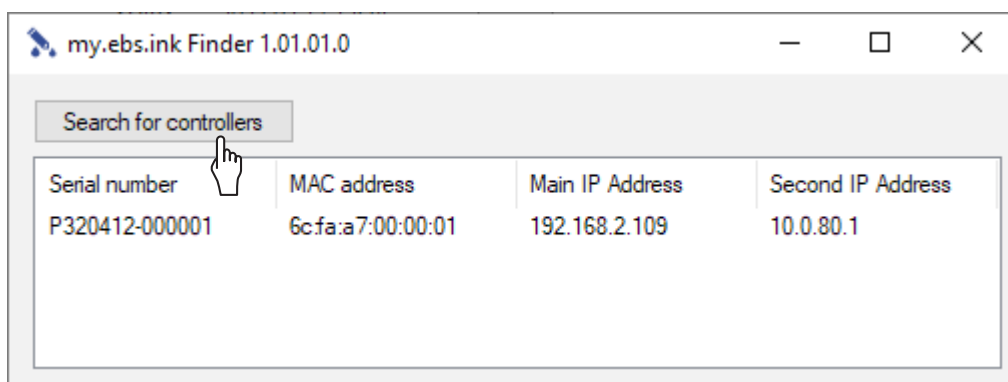 my.ebs.ink Finder 1.01.01.0
Search for controllers
Serial number MAC address Main IP Address Second IP Address
P320412-000001 6c:fa:a7:00:00:01 192.168.2.109 10.0.80.1